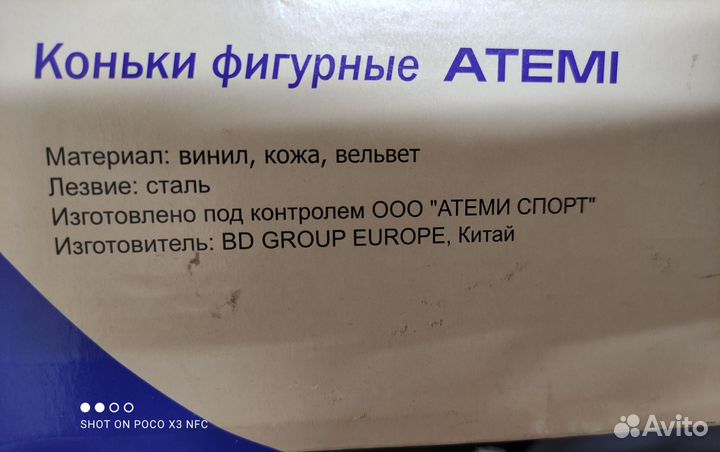 Коньки фигурные ATEMI
Материал: винил, кожа, вельвет
Лезвие: сталь
Изготовлено под контролем ООО "АТЕМИ СПОРТ"
Изготовитель: BD GROUP EUROPE, Китай
SHOT ON POCO X3 NFC
Avito